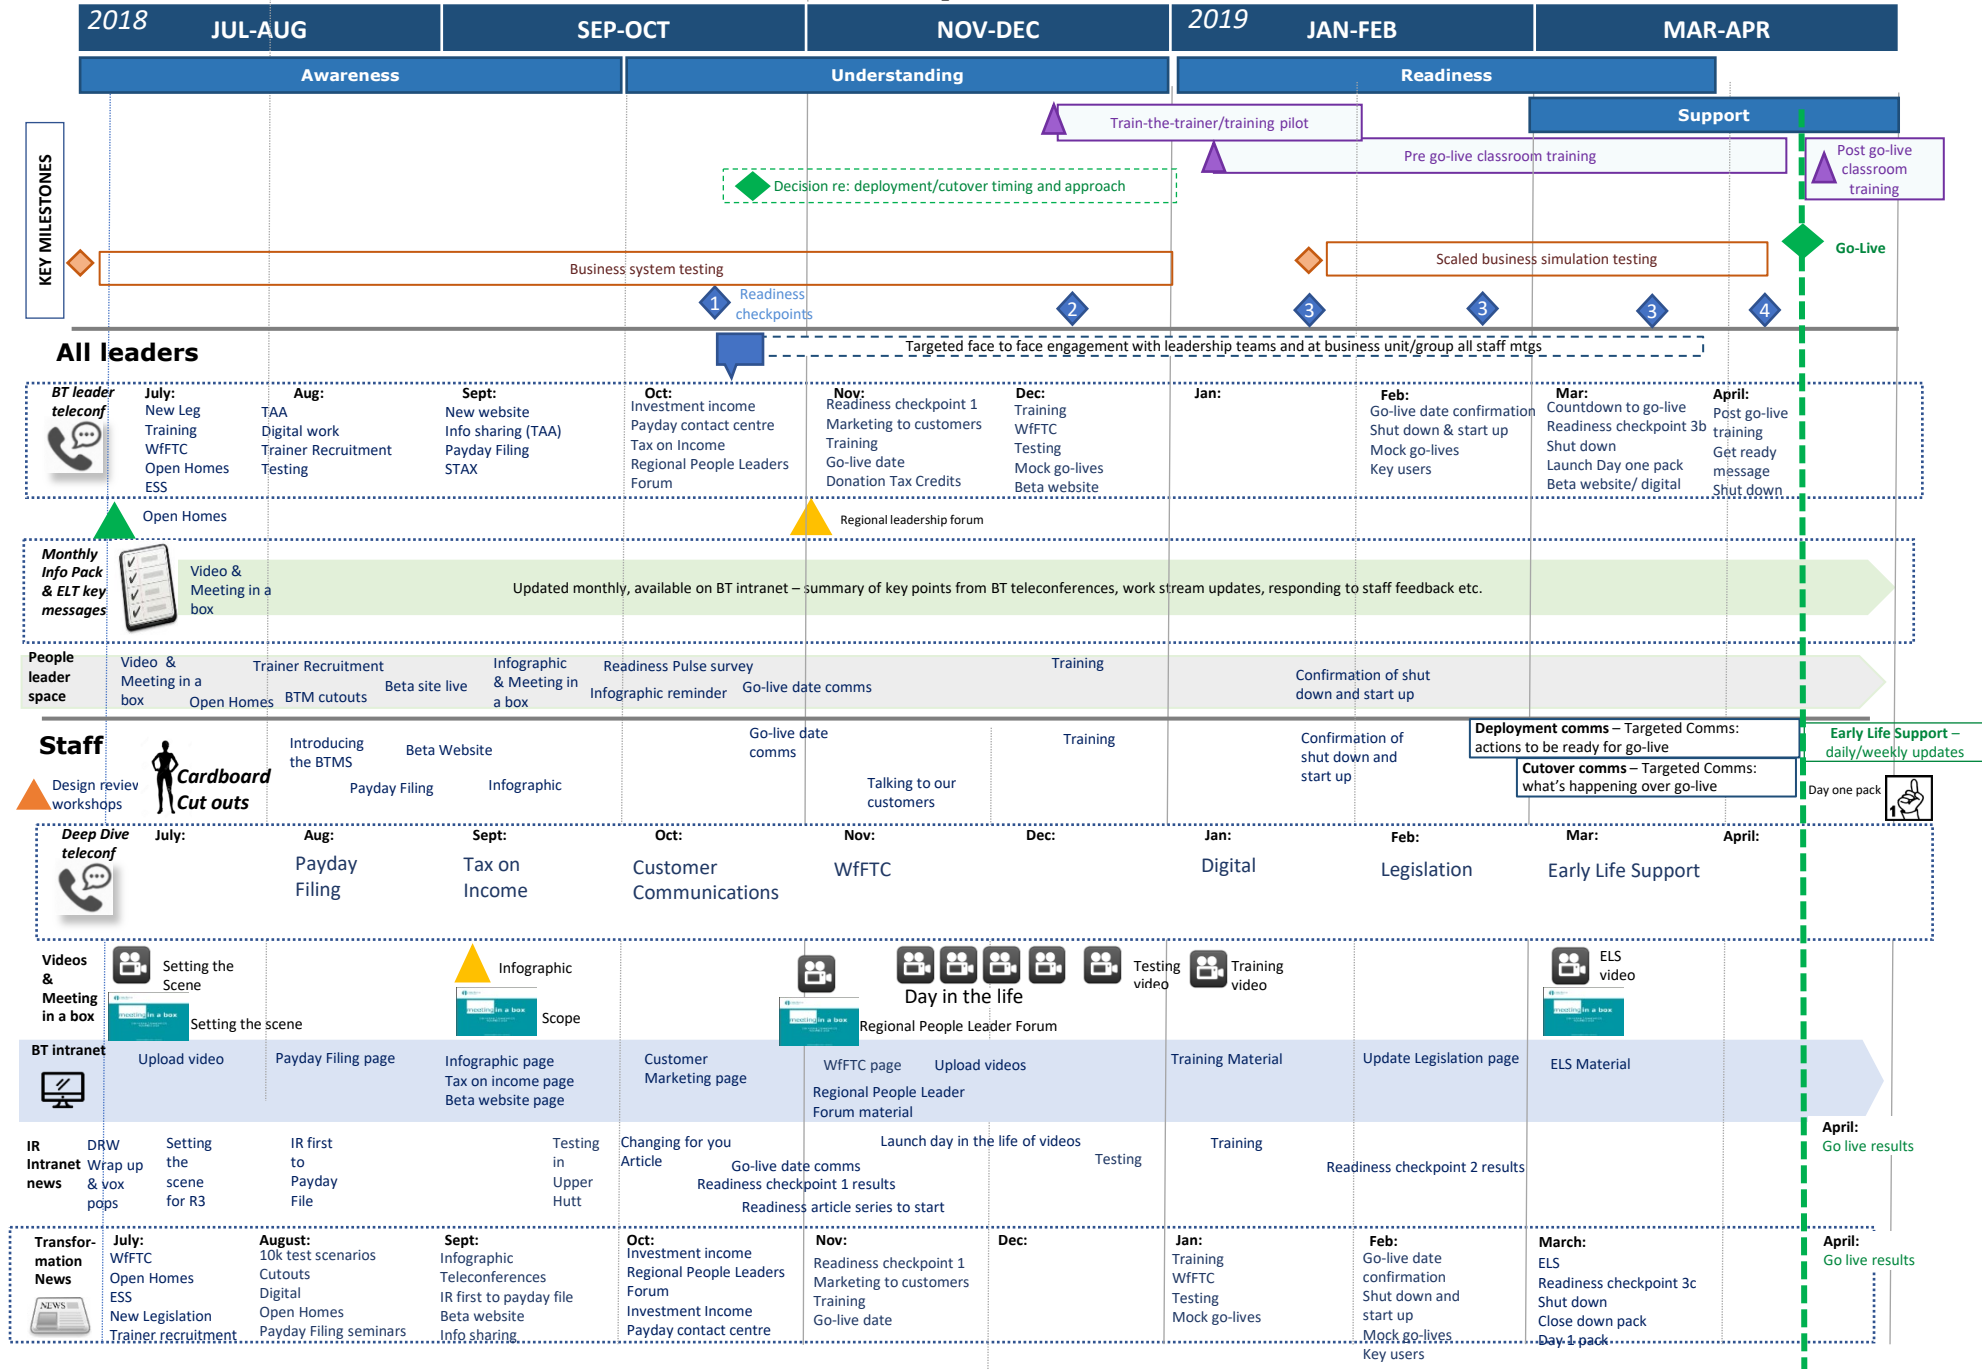 2018
JUL-AUG
SEP-OCT
NOV-DEC
2019
JAN-FEB
MAR-APR
Awareness
Understanding
Readiness
Support
KEY MILESTONES
Train-the-trainer/training pilot
Pre go-live classroom training
Post go-live
classroom
training
Decision re: deployment/cutover timing and approach
Go-Live
Business system testing
Scaled business simulation testing
1
Readiness
checkpoints
2
3
3
3
4
All leaders
Targeted face to face engagement with leadership teams and at business unit/group all staff mtgs
BT leader
teleconf
July:
New Leg
Training
WfFTC
Open Homes
ESS
Aug:
TAA
Digital work
Trainer Recruitment
Testing
Sept:
New website
Info sharing (TAA)
Payday Filing
STAX
Oct:
Investment income
Payday contact centre
Tax on Income
Regional People Leaders
Forum
Nov:
Readiness checkpoint 1
Marketing to customers
Training
Go-live date
Donation Tax Credits
Dec:
Training
WfFTC
Testing
Mock go-lives
Beta website
Jan:
Feb:
Go-live date confirmation
Shut down & start up
Mock go-lives
Key users
Mar:
Countdown to go-live
Readiness checkpoint 3b
Shut down
Launch Day one pack
Beta website/ digital
April:
Post go-live
training
Get ready
message
Shut down
Open Homes
Regional leadership forum
Monthly
Info Pack
& ELT key
messages
Video &
Meeting in a
box
Updated monthly, available on BT intranet – summary of key points from BT teleconferences, work stream updates, responding to staff feedback etc.
People
leader
space
Video &
Meeting in a
box
Open Homes
Trainer Recruitment
BTM cutouts
Beta site live
Infographic
& Meeting in
a box
Readiness Pulse survey
Infographic reminder
Go-live date comms
Training
Confirmation of shut
down and start up
Staff
Design review
workshops
Cardboard
Cut outs
Introducing
the BTMS
Payday Filing
Beta Website
Infographic
Go-live date
comms
Talking to our
customers
Training
Confirmation of
shut down and
start up
Deployment comms – Targeted Comms:
actions to be ready for go-live
Cutover comms – Targeted Comms:
what's happening over go-live
Early Life Support –
daily/weekly updates
Day one pack
1
Deep Dive
teleconf
July:
Aug:
Payday
Filing
Sept:
Tax on
Income
Oct:
Customer
Communications
Nov:
WfFTC
Dec:
Jan:
Digital
Feb:
Legislation
Mar:
Early Life Support
April:
Videos
&
Meeting
in a box
Setting the
Scene
meeting in a box
Setting the scene
Infographic
meeting in a box
Scope
meeting in a box
Regional People Leader Forum
Day in the life
Testing
video
Training
video
ELS
video
meeting in a box
BT intranet
Upload video
Payday Filing page
Infographic page
Tax on income page
Beta website page
Customer
Marketing page
WfFTC page
Upload videos
Regional People Leader
Forum material
Training Material
Update Legislation page
ELS Material
IR
Intranet
news
DRW
Wrap up
& vox
pops
Setting
the
scene
for R3
IR first
to
Payday
File
Testing
in
Upper
Hutt
Changing for you
Article
Go-live date comms
Readiness checkpoint 1 results
Readiness article series to start
Launch day in the life of videos
Testing
Training
Readiness checkpoint 2 results
April:
Go live results
Transfor-
mation
News
NEWS
July:
WfFTC
Open Homes
ESS
New Legislation
Trainer recruitment
August:
10k test scenarios
Cutouts
Digital
Open Homes
Payday Filing seminars
Sept:
Infographic
Teleconferences
IR first to payday file
Beta website
Info sharing
Oct:
Investment income
Regional People Leaders
Forum
Investment Income
Payday contact centre
Nov:
Readiness checkpoint 1
Marketing to customers
Training
Go-live date
Dec:
Jan:
Training
WfFTC
Testing
Mock go-lives
Feb:
Go-live date
confirmation
Shut down and
start up
Mock go-lives
Key users
March:
ELS
Readiness checkpoint 3c
Shut down
Close down pack
Day 1 pack
April:
Go live results